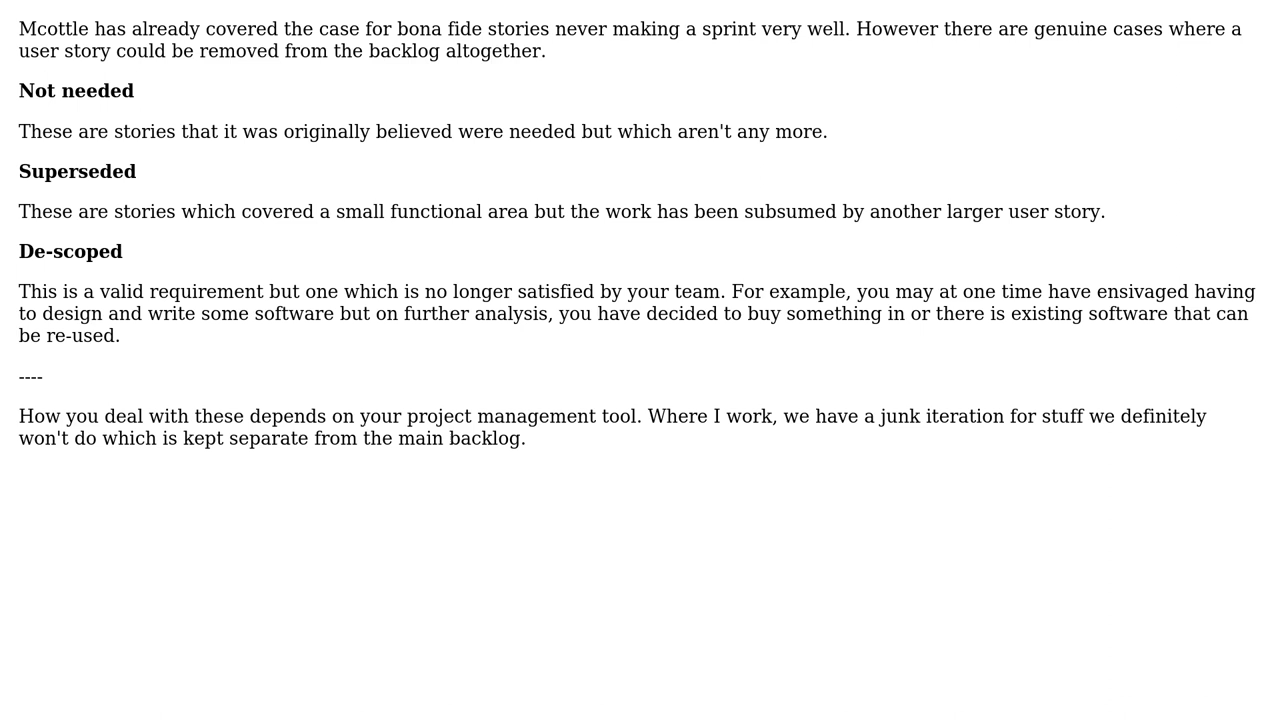 Mcottle has already covered the case for bona fide stories never making a sprint very well. However there are genuine cases where a
user story could be removed from the backlog altogether.
Not needed
These are stories that it was originally believed were needed but which aren't any more.
Superseded
These are stories which covered a small functional area but the work has been subsumed by another larger user story.
De-scoped
This is a valid requirement but one which is no longer satisfied by your team. For example, you may at one time have ensivaged having
to design and write some software but on further analysis, you have decided to buy something in or there is existing software that can
be re-used.
----
How you deal with these depends on your project management tool. Where I work, we have a junk iteration for stuff we definitely
won't do which is kept separate from the main backlog.